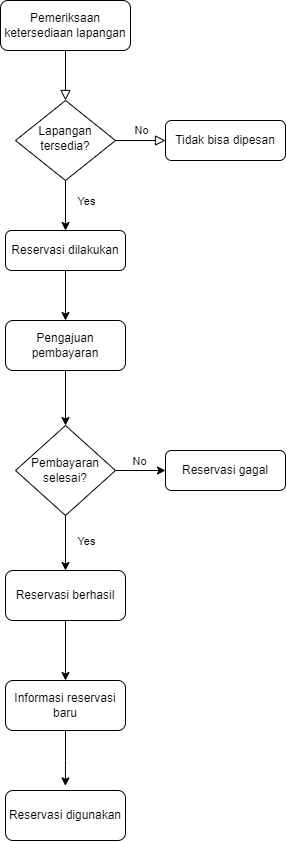 Pemeriksaan
ketersediaan lapangan
Lapangan
tersedia?
No
Tidak bisa dipesan
Yes
Reservasi dilakukan
Pengajuan
pembayaran
Pembayaran
selesai?
No
Reservasi gagal
Yes
Reservasi berhasil
Informasi reservasi
baru
Reservasi digunakan